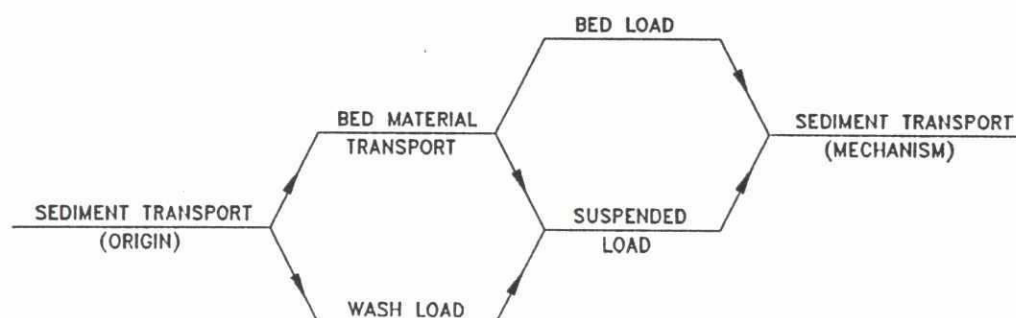 BED LOAD
BED MATERIAL
TRANSPORT
SEDIMENT TRANSPORT
(MECHANISM)
SEDIMENT TRANSPORT
(ORIGIN)
SUSPENDED
LOAD
WASH LOAD